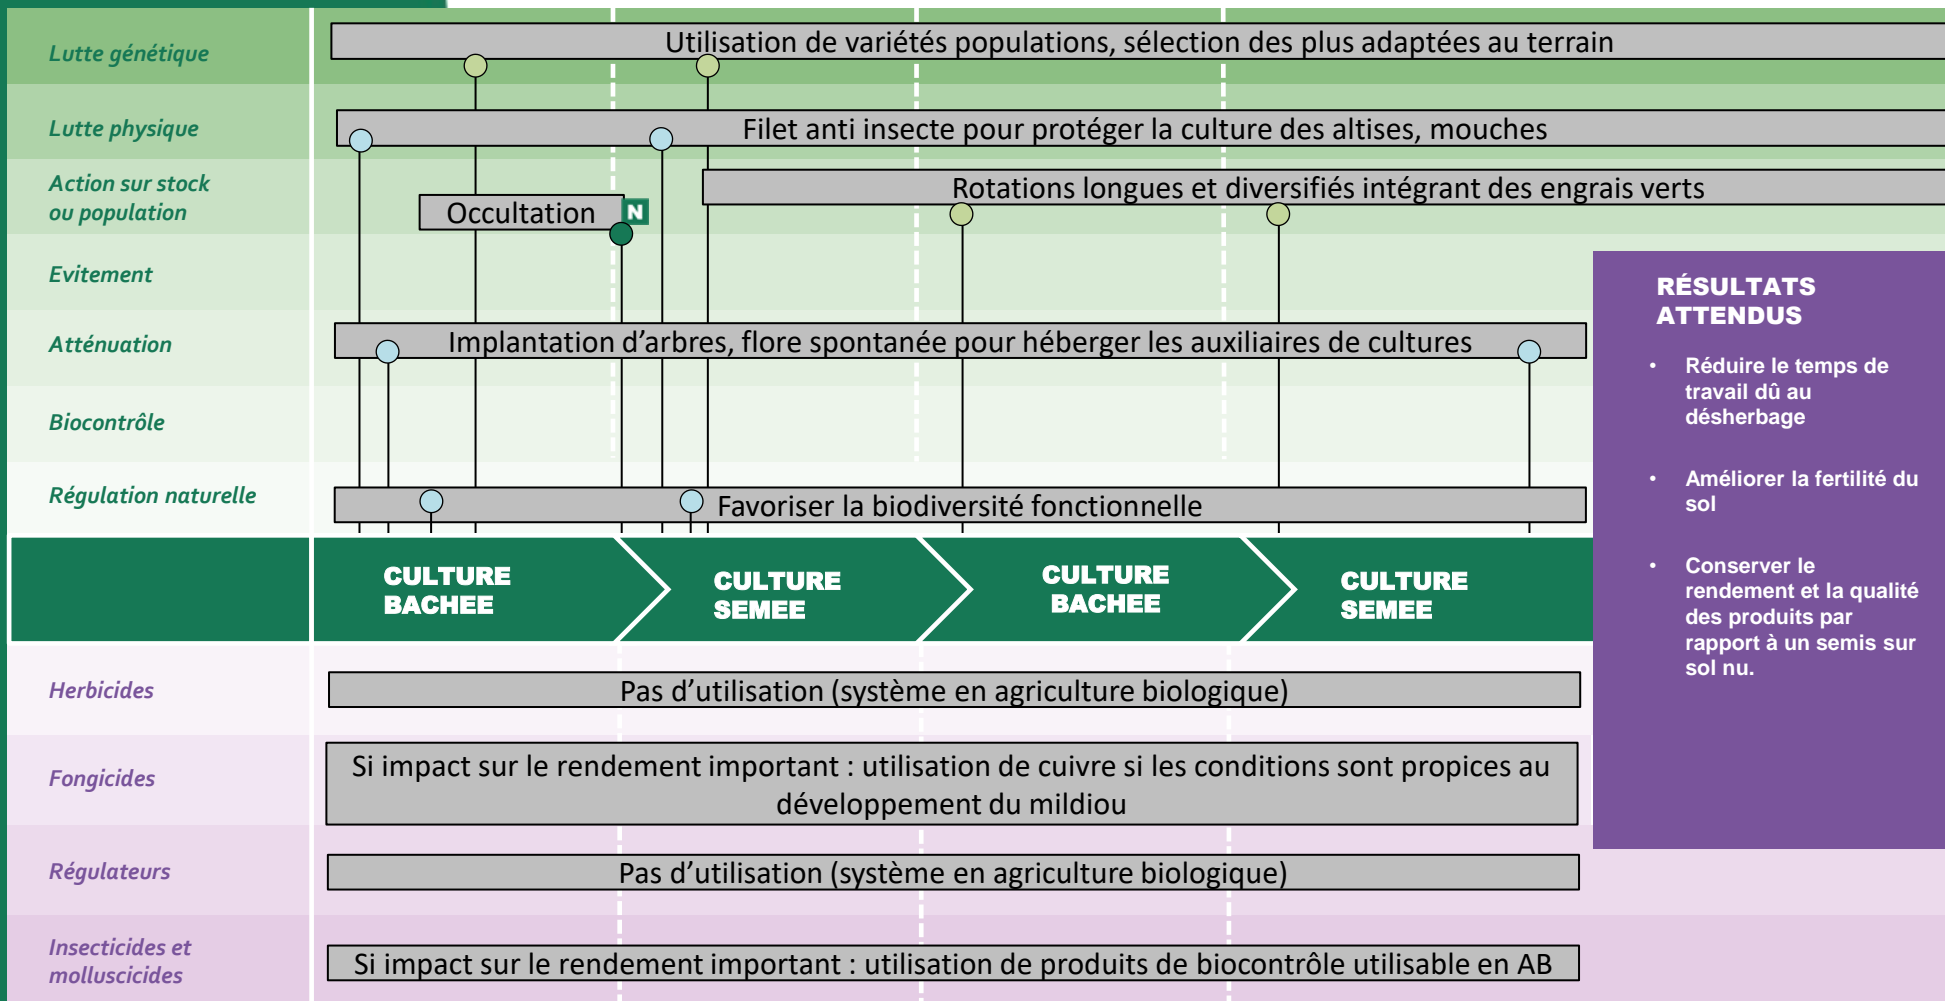 Lutte génétique
Utilisation de variétés populations, sélection des plus adaptées au terrain
Lutte physique
Filet anti insecte pour protéger la culture des altises, mouches
Action sur stock
ou population
Rotations longues et diversifiés intégrant des engrais verts
Occultation
N
Evitement
Atténuation
Implantation d’arbres, flore spontanée pour héberger les auxiliaires de cultures
Biocontrôle
Régulation naturelle
Favoriser la biodiversité fonctionnelle
CULTURE
BACHEE
CULTURE
SEMEE
CULTURE
BACHEE
CULTURE
SEMEE
Herbicides
Pas d’utilisation (système en agriculture biologique)
Fongicides
Si impact sur le rendement important : utilisation de cuivre si les conditions sont propices au
développement du mildiou
Régulateurs
Pas d’utilisation (système en agriculture biologique)
Insecticides et
molluscicides
Si impact sur le rendement important : utilisation de produits de biocontrôle utilisable en AB
RÉSULTATS
ATTENDUS
• Réduire le temps de
travail dû au
désherbage
• Améliorer la fertilité du
sol
• Conserver le
rendement et la qualité
des produits par
rapport à un semis sur
sol nu.